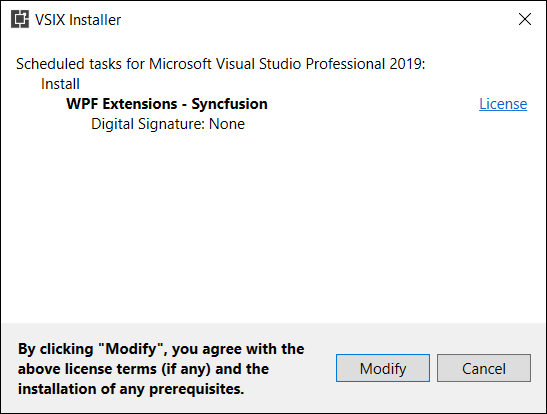 VSIX Installer
Scheduled tasks for Microsoft Visual Studio Professional 2019:
Install
WPF Extensions - Syncfusion License
Digital Signature: None
By clicking "Modify", you agree with the
above license terms (if any) and the
installation of any prerequisites.
Modify Cancel